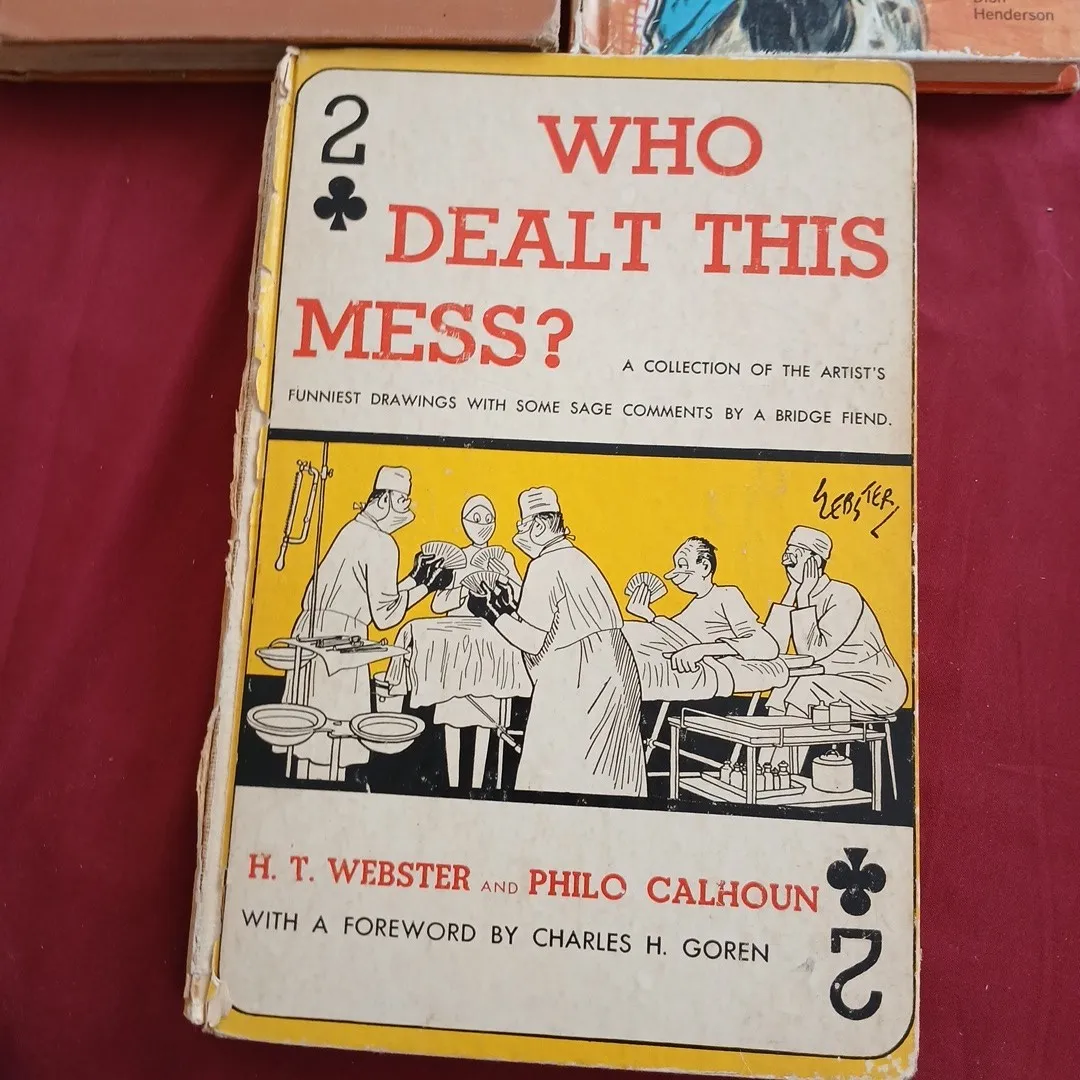 Dian
Henderson
2
WHO
DEALT THIS
MESS?
A COLLECTION OF THE ARTIST'S
FUNNIEST DRAWINGS WITH SOME SAGE COMMENTS BY A BRIDGE FIEND.
WEBSTER
H. T. WEBSTER AND PHILO CALHOUN
WITH A FOREWORD BY CHARLES H. GOREN
2